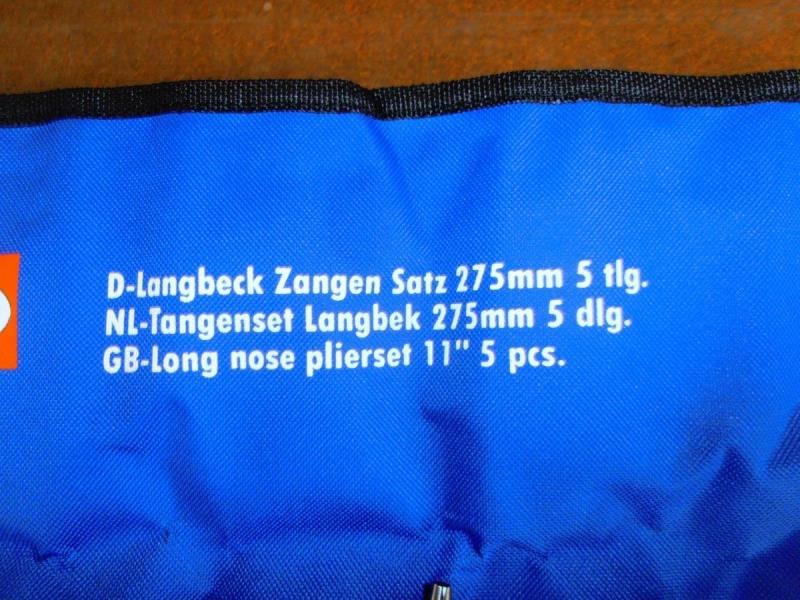 D-Langbeck Zangen Satz 275mm 5 tlg.
NL-Tangenset Langbek 275mm 5 dlg.
GB-Long nose plierset 11" 5 pcs.